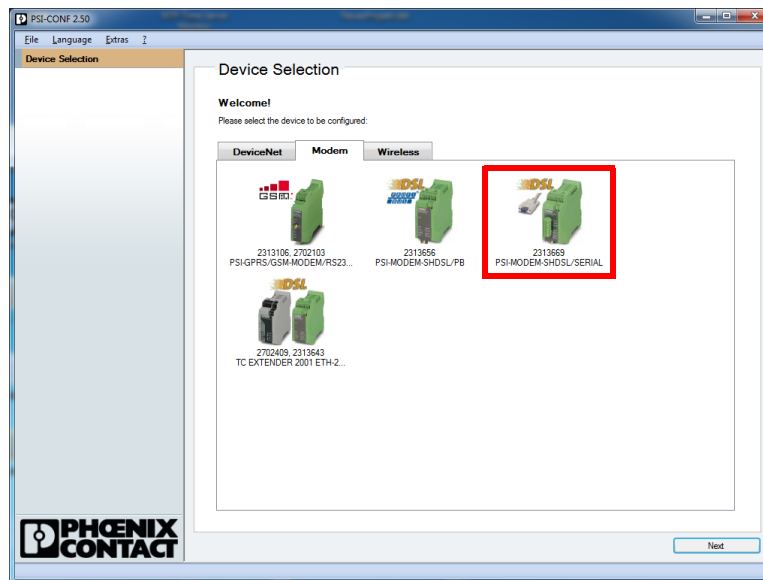 PSI-CONF 2.50
File Language Extras ?
Device Selection
Device Selection
Welcome!
Please select the device to be configured:
DeviceNet Modem Wireless
GSM
DSL
DSL
2313106, 2702103
PSI-GPRS/GSM-MODEM/RS23...
2313656
PSI-MODEM-SHDSL/PB
2313669
PSI-MODEM-SHDSL/SERIAL
DSL
2702409, 2313643
TC EXTENDER 2001 ETH-2...
PHŒNIX
CONTACT
Next